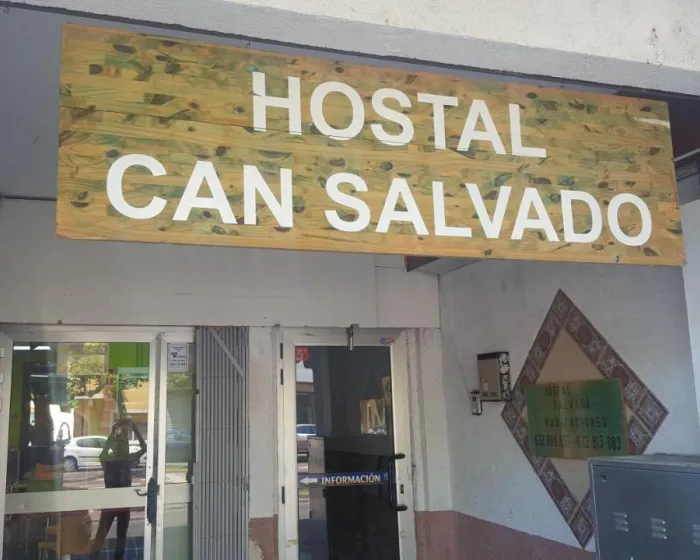 HOSTAL
CAN SALVADO
INFORMACIÓN
HOSTAL
SALVADO
HABITACIONES